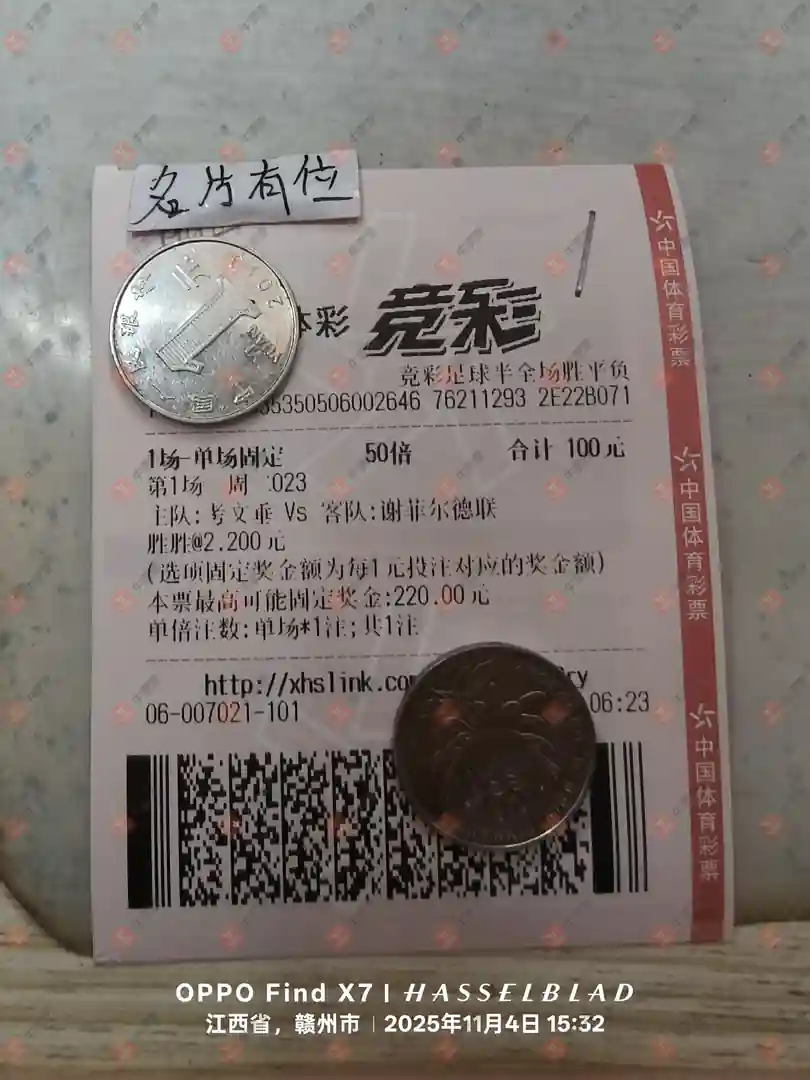 名片有位
体彩 竞彩
竞彩足球半全场胜平负
35350506002646 76211293 2E22B071
1场-单场固定 50倍 合计 100元
第1场 周 023
主队:考文垂 Vs 客队:谢菲尔德联
胜胜@2.200元
(选项固定奖金额为每1元投注对应的奖金额)
本票最高可能固定奖金:220.00元
单倍注数:单场*1注;共1注
http://xhslink.co ry
06-007021-101 06:23
中国体育彩票
中国体育彩票
中国体育彩票
OPPO Find X7 | HASSELBLAD
江西省，赣州市 | 2025年11月4日 15:32